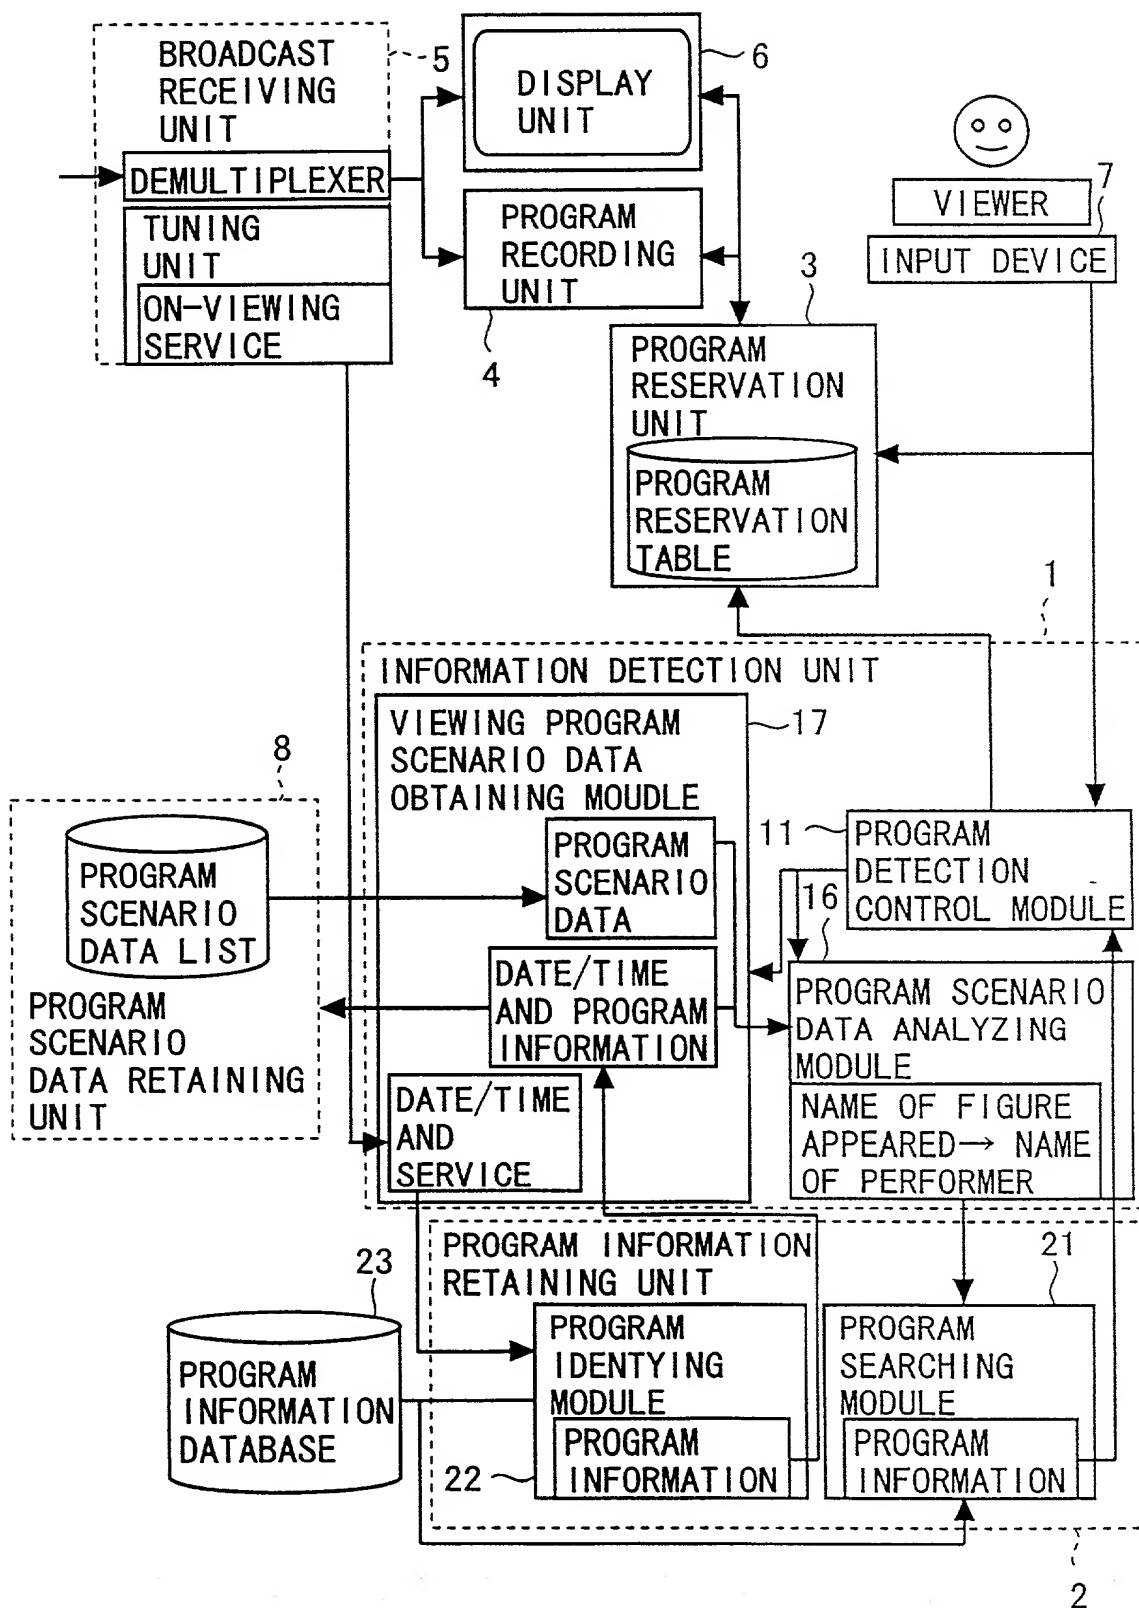 BROADCAST
RECEIVING
UNIT
5
DEMULTIPLEXER
TUNING
UNIT
ON-VIEWING
SERVICE
DISPLAY
UNIT
6
PROGRAM
RECORDING
UNIT
4
VIEWER
7
INPUT DEVICE
3
PROGRAM
RESERVATION
UNIT
PROGRAM
RESERVATION
TABLE
1
INFORMATION DETECTION UNIT
VIEWING PROGRAM
SCENARIO DATA
OBTAINING MOUDLE
17
8
PROGRAM
SCENARIO
DATA LIST
PROGRAM
SCENARIO
DATA RETAINING
UNIT
PROGRAM
SCENARIO
DATA
DATE/TIME
AND PROGRAM
INFORMATION
DATE/TIME
AND
SERVICE
11
PROGRAM
DETECTION
CONTROL MODULE
16
PROGRAM SCENARIO
DATA ANALYZING
MODULE
NAME OF FIGURE
APPEARED→ NAME
OF PERFORMER
PROGRAM INFORMATION
RETAINING UNIT
21
23
PROGRAM
INFORMATION
DATABASE
PROGRAM
IDENTYING
MODULE
PROGRAM
INFORMATION
22
PROGRAM
SEARCHING
MODULE
PROGRAM
INFORMATION
2